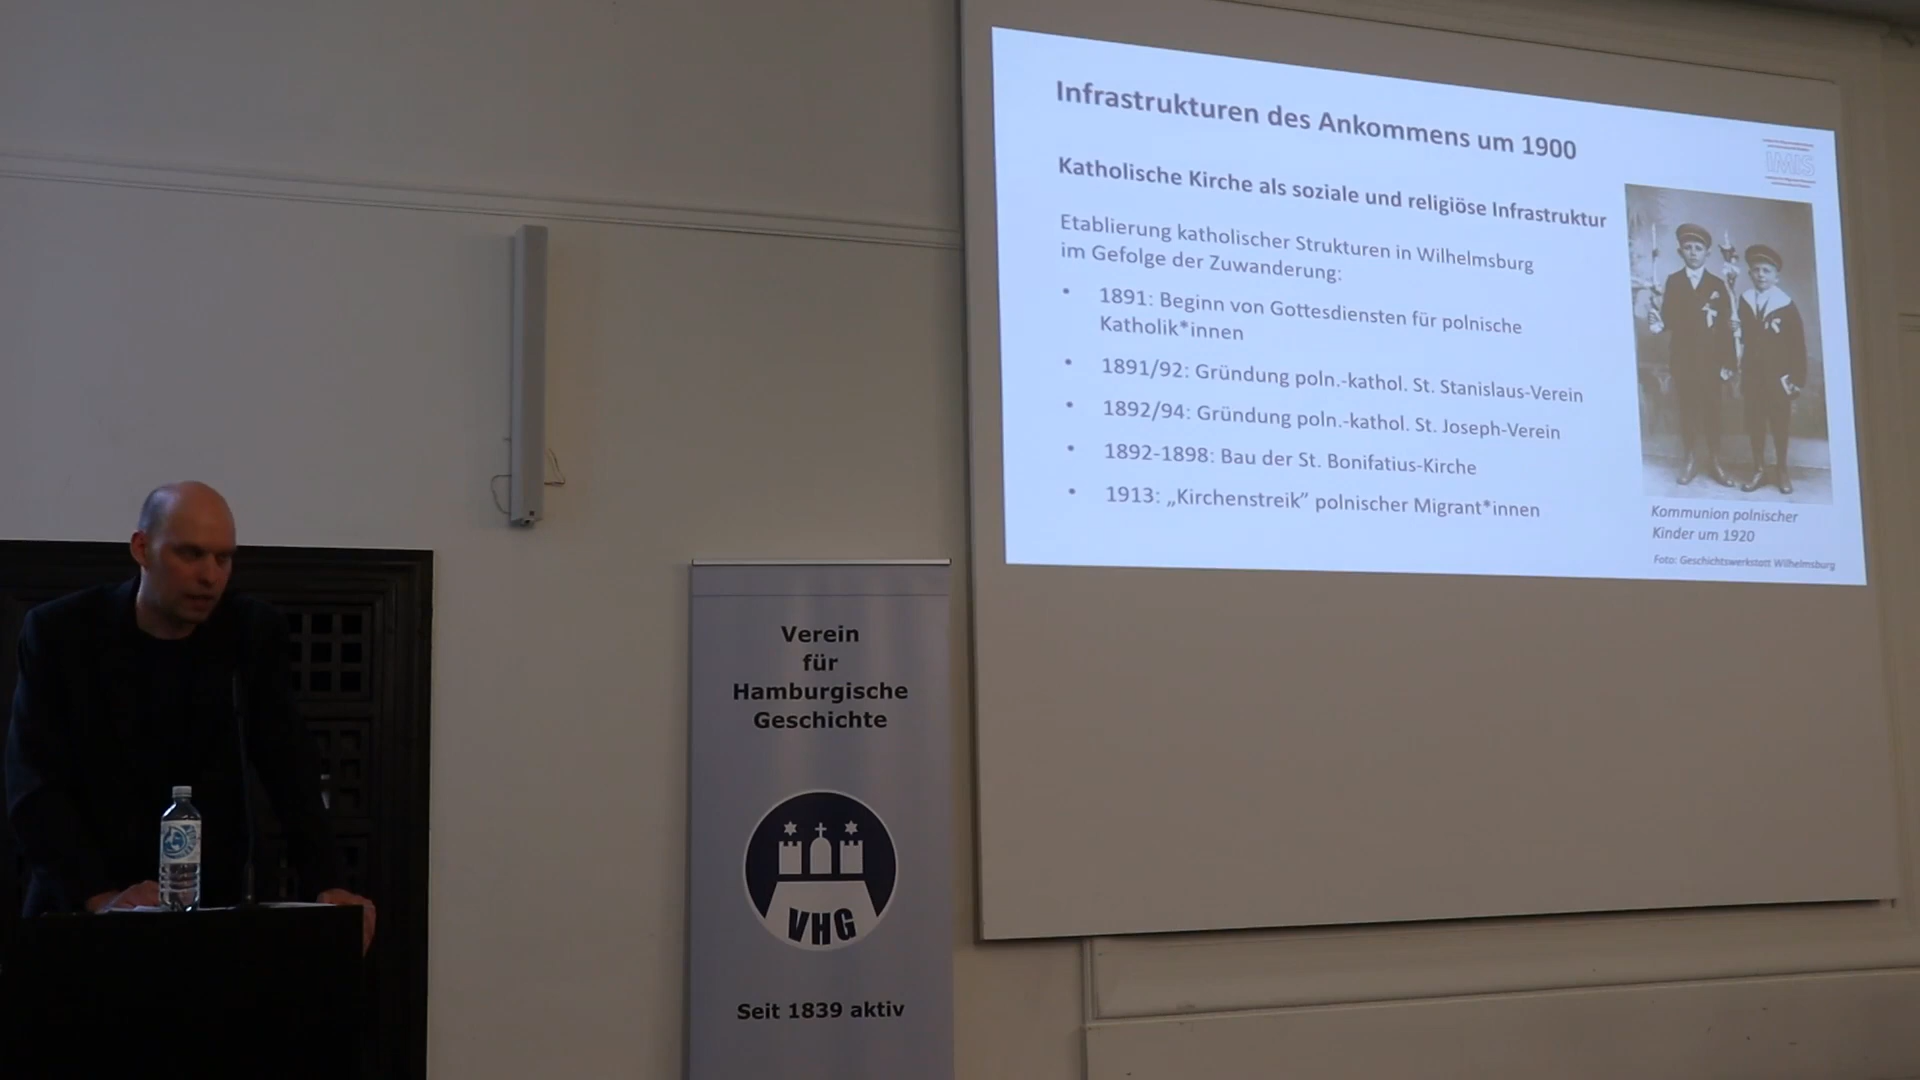 Infrastrukturen des Ankommens um 1900
IMIS
Katholische Kirche als soziale und religiöse Infrastruktur
Etablierung katholischer Strukturen in Wilhelmsburg
im Gefolge der Zuwanderung:
• 1891: Beginn von Gottesdiensten für polnische
Katholik*innen
• 1891/92: Gründung poln.-kathol. St. Stanislaus-Verein
• 1892/94: Gründung poln.-kathol. St. Joseph-Verein
• 1892-1898: Bau der St. Bonifatius-Kirche
• 1913: „Kirchenstreik” polnischer Migrant*innen
Kommunion polnischer
Kinder um 1920
Foto: Geschichtswerkstatt Wilhelmsburg
Verein
für
Hamburgische
Geschichte
VHG
Seit 1839 aktiv